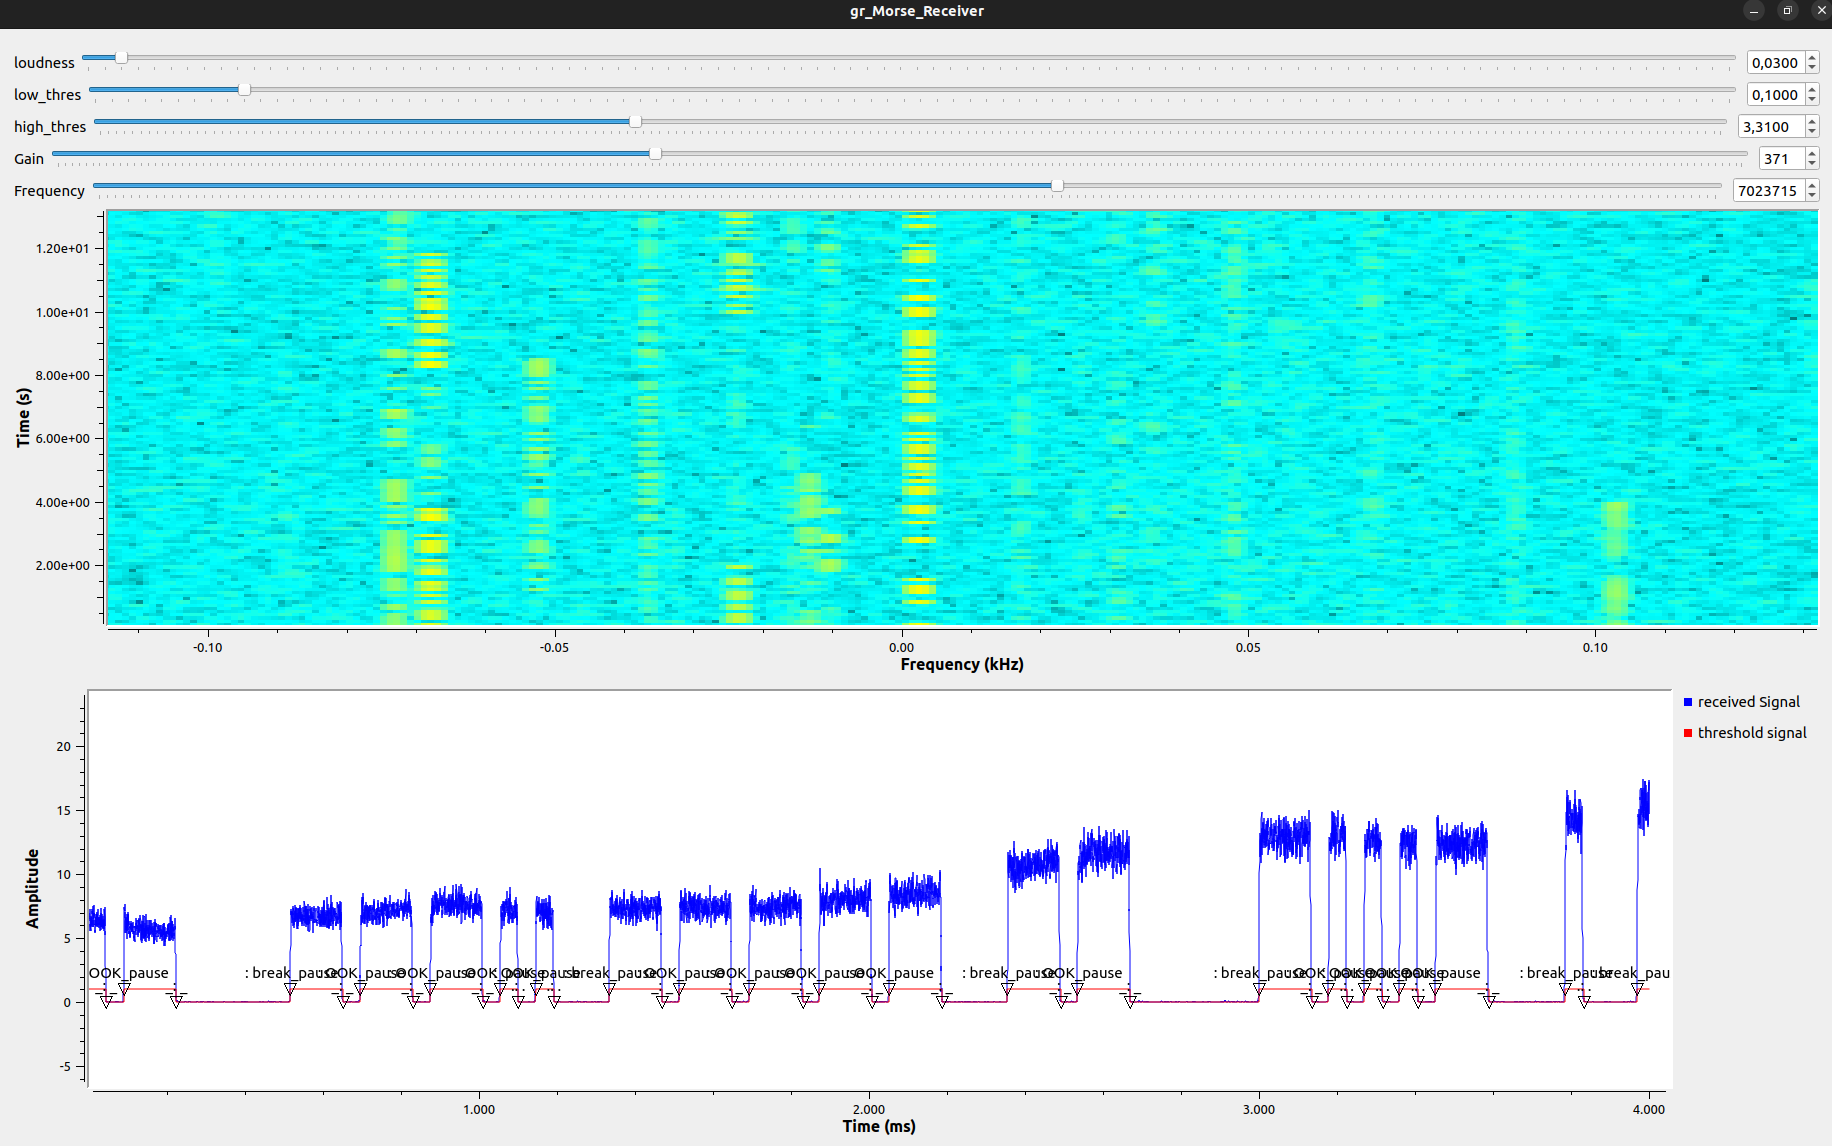 gr_Morse_Receiver
loudness 0,0300
low_thres 0,1000
high_thres 3,3100
Gain 371
Frequency 7023715
1.20e+01
1.00e+01
8.00e+00
6.00e+00
4.00e+00
2.00e+00
Time (s)
-0.10 -0.05 0.00 0.05 0.10
Frequency (kHz)
received Signal
threshold signal
20
15
10
5
0
-5
Amplitude
OOK_pause : break_pause OOK_pause OOK_pause OOK_pause : break_pause OOK_pause OOK_pause OOK_pause OOK_pause : break_pause OOK_pause : break_pause OOK_pause : break_pause : break_pau
1.000 2.000 3.000 4.000
Time (ms)